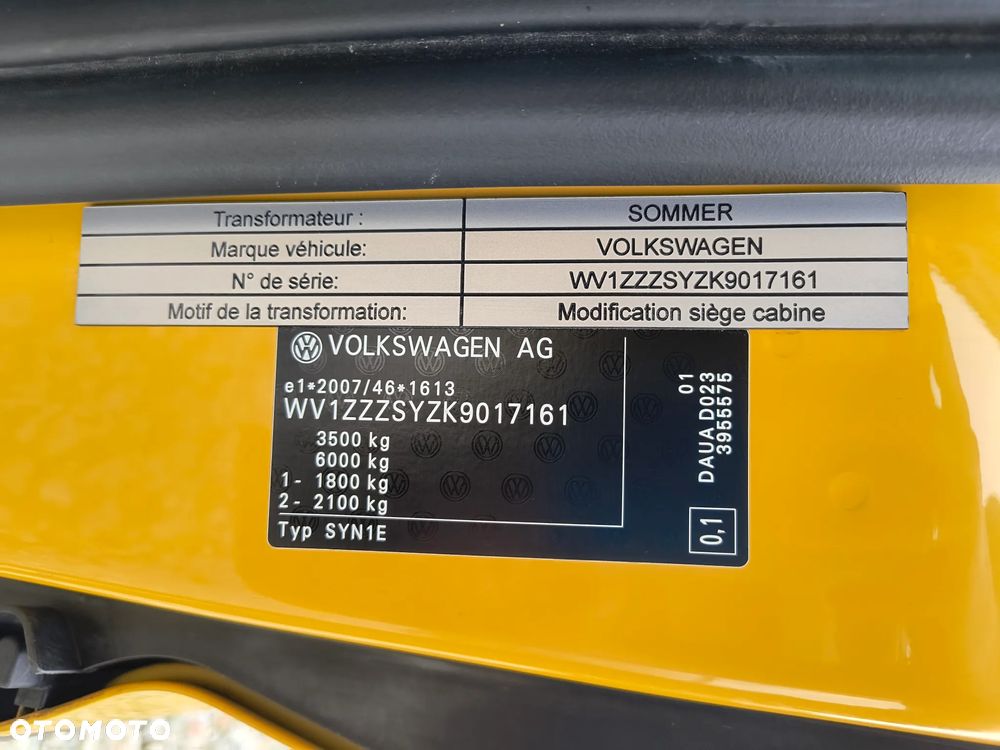 Transformateur : SOMMER
Marque véhicule: VOLKSWAGEN
N° de série: WV1ZZZSYZK9017161
Motif de la transformation: Modification siège cabine
VOLKSWAGEN AG
e1*2007/46*1613
WV1ZZZSYZK9017161
3500 kg
6000 kg
1- 1800 kg
2- 2100 kg
Typ SYN1E
01
DAUA D023
3955575
0,1
OTOMOTO